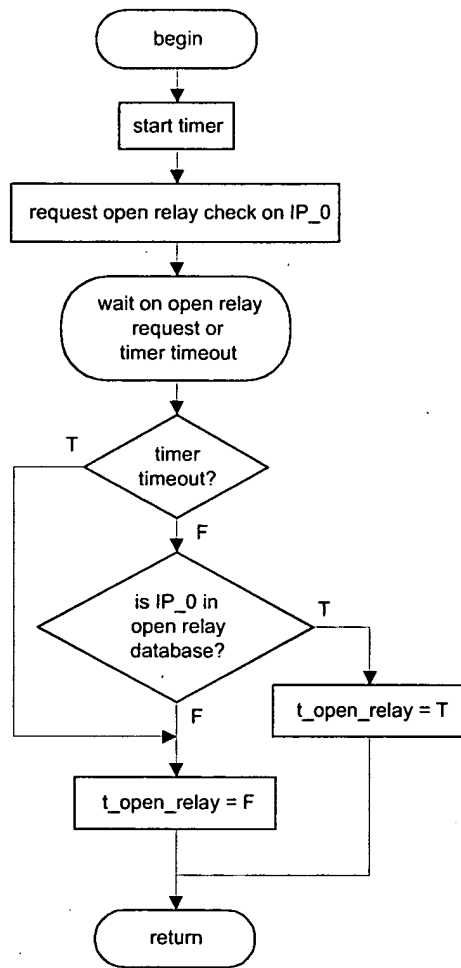 begin
start timer
request open relay check on IP_0
wait on open relay
request or
timer timeout
T
timer
timeout?
F
is IP_0 in
open relay
database?
T
F
t_open_relay = T
t_open_relay = F
return